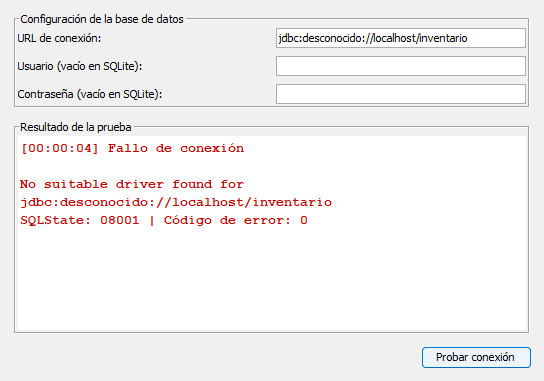 Configuración de la base de datos
URL de conexión: jdbc:desconocido://localhost/inventario
Usuario (vacío en SQLite):
Contraseña (vacío en SQLite):
Resultado de la prueba
[00:00:04] Fallo de conexión
No suitable driver found for
jdbc:desconocido://localhost/inventario
SQLState: 08001 | Código de error: 0
Probar conexión